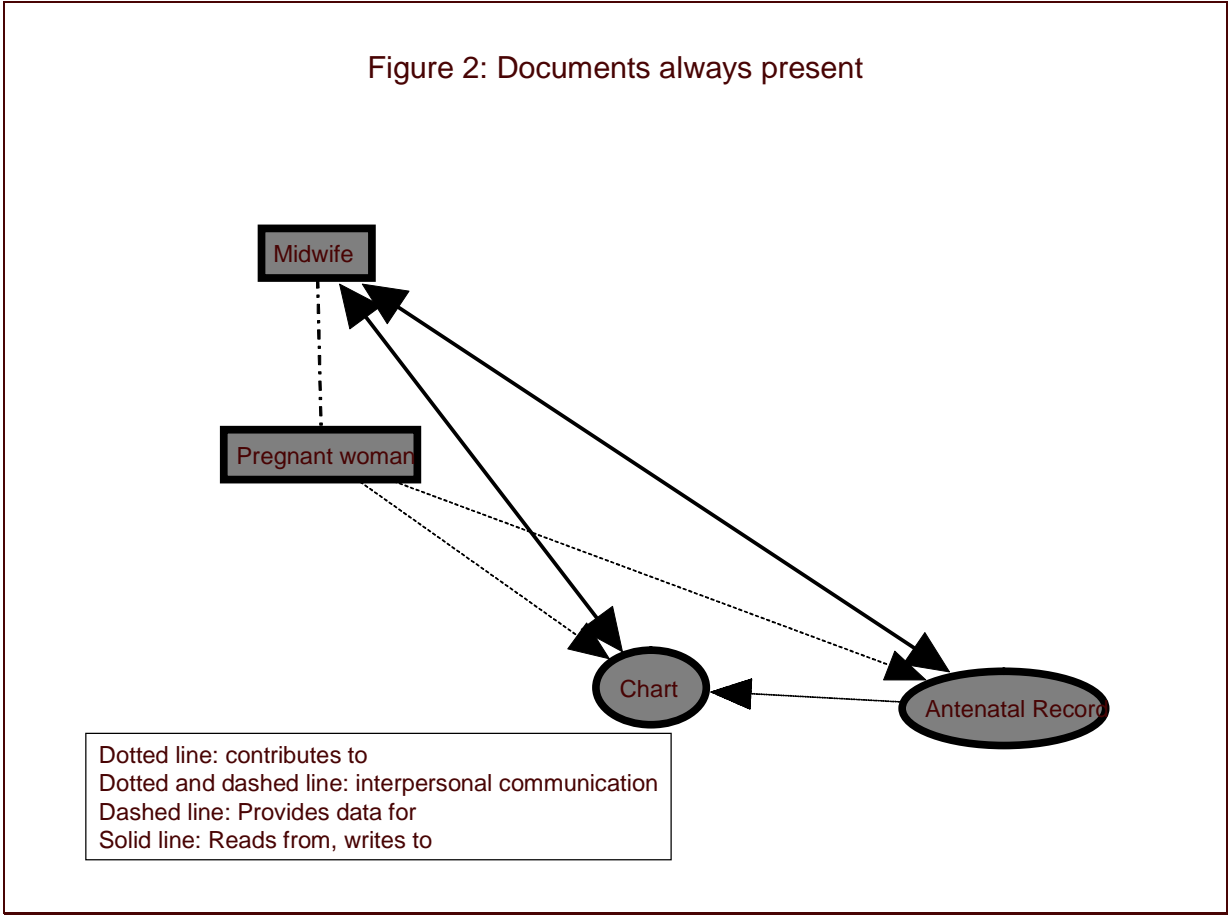 Figure 2: Documents always present
Midwife
Pregnant woman
Chart
Antenatal Record
Dotted line: contributes to
Dotted and dashed line: interpersonal communication
Dashed line: Provides data for
Solid line: Reads from, writes to